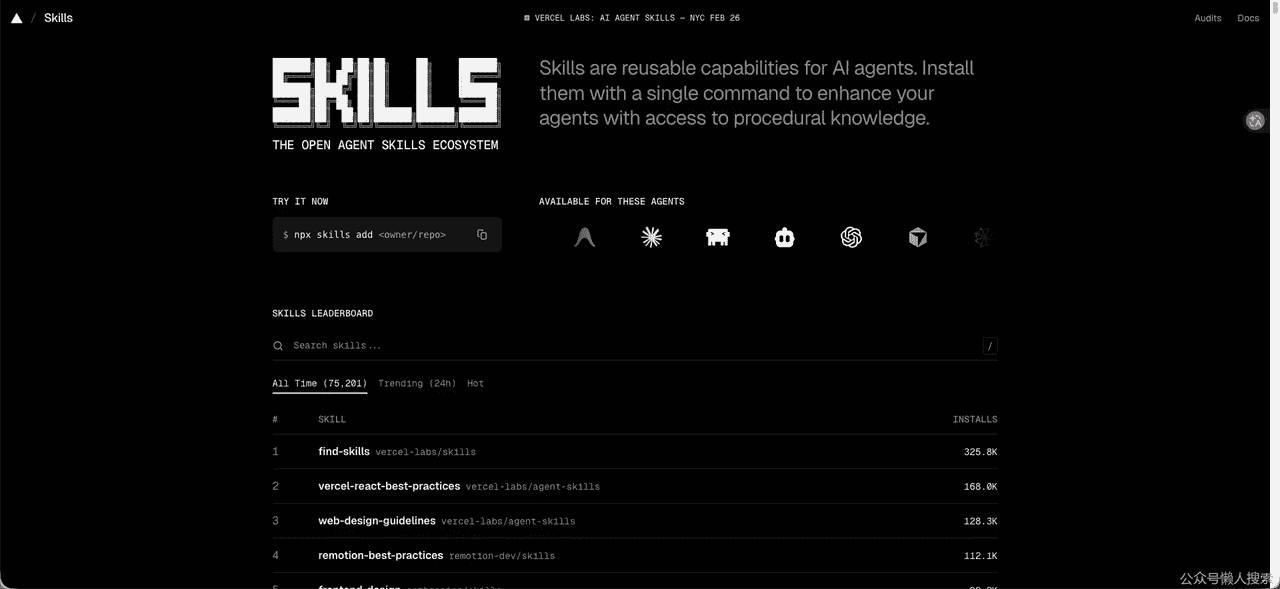 / Skills
VERCEL LABS: AI AGENT SKILLS – NYC FEB 26
Audits
Docs
SKILLS
THE OPEN AGENT SKILLS ECOSYSTEM
Skills are reusable capabilities for AI agents. Install
them with a single command to enhance your
agents with access to procedural knowledge.
TRY IT NOW
$ npx skills add <owner/repo>
AVAILABLE FOR THESE AGENTS
SKILLS LEADERBOARD
Search skills...
/
All Time (75,201) Trending (24h) Hot
# SKILL INSTALLS
1 find-skills vercel-labs/skills 325.8K
2 vercel-react-best-practices vercel-labs/agent-skills 168.0K
3 web-design-guidelines vercel-labs/agent-skills 128.3K
4 remotion-best-practices remotion-dev/skills 112.1K
公众号懒人搜索